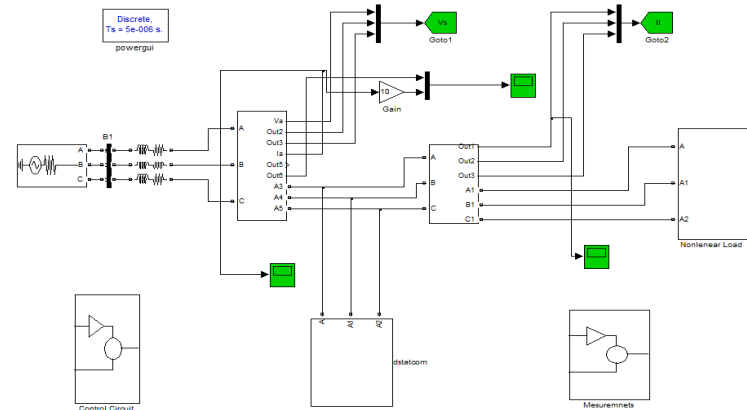 Discrete,
Ts = 5e-006 s.
powergui
Vs
Goto1
Il
Goto2
10
Gain
B1
A
B
C
A
B
C
Va
Out2
Out3
Ia
Out5
Out6
A3
A4
A5
A
B
C
Out1
Out2
Out3
A1
B1
C1
A
A1
A2
Nonlenear Load
A
A1
A2
dstatcom
Control Circuit
Mesuremnets